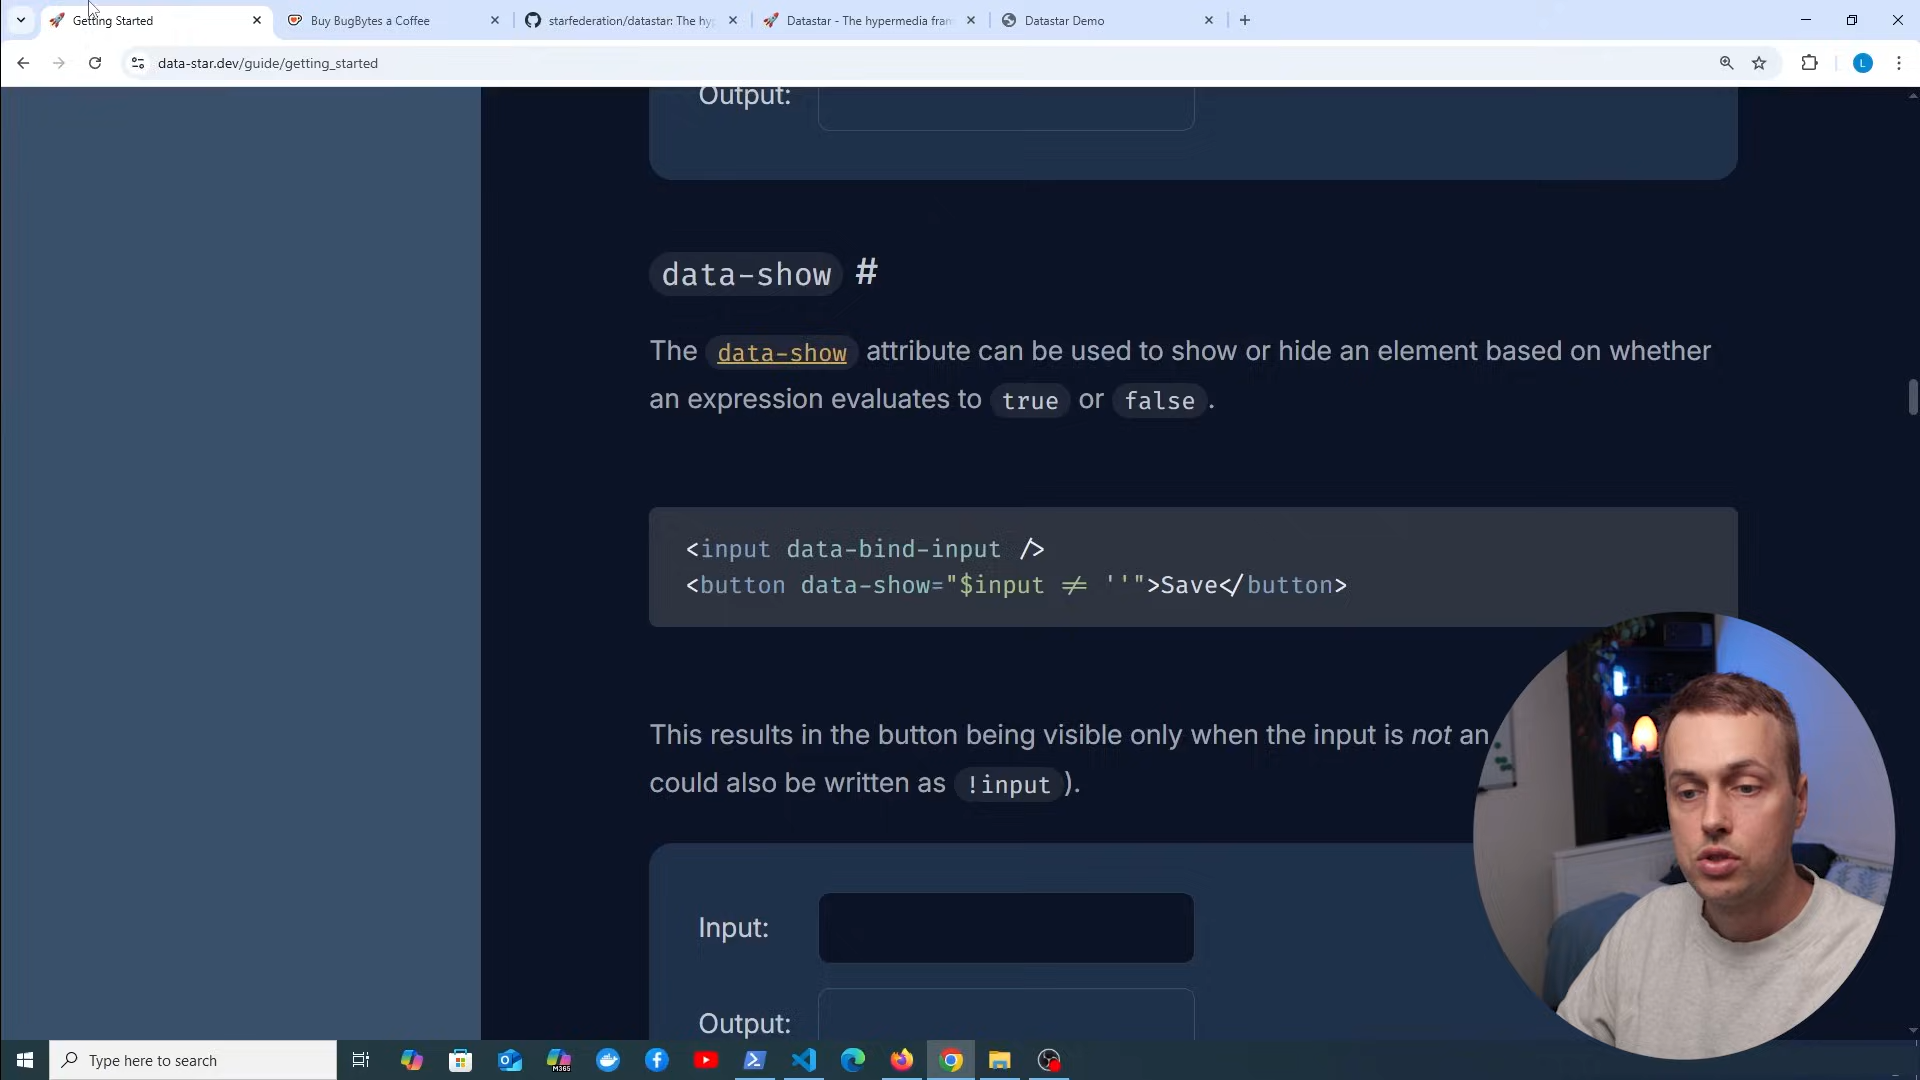 Getting Started
Buy BugBytes a Coffee
starfederation/datastar: The hyp
Datastar - The hypermedia fram
Datastar Demo
data-star.dev/guide/getting_started
L
Output:
data-show #
The data-show attribute can be used to show or hide an element based on whether
an expression evaluates to true or false.
<input data-bind-input />
<button data-show="$input != ''">Save</button>
This results in the button being visible only when the input is not an
could also be written as !input ).
Input:
Output:
Type here to search
M365